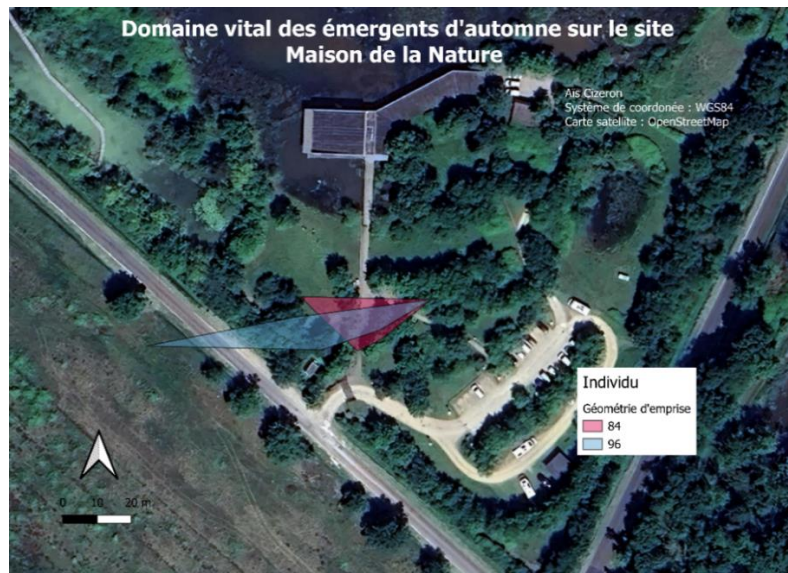 Domaine vital des émergents d'automne sur le site
Maison de la Nature
Aïs Cizeron
Système de coordonée : WGS84
Carte satellite : OpenStreetMap
Individu
Géométrie d'emprise
84
96
0 10 20 m